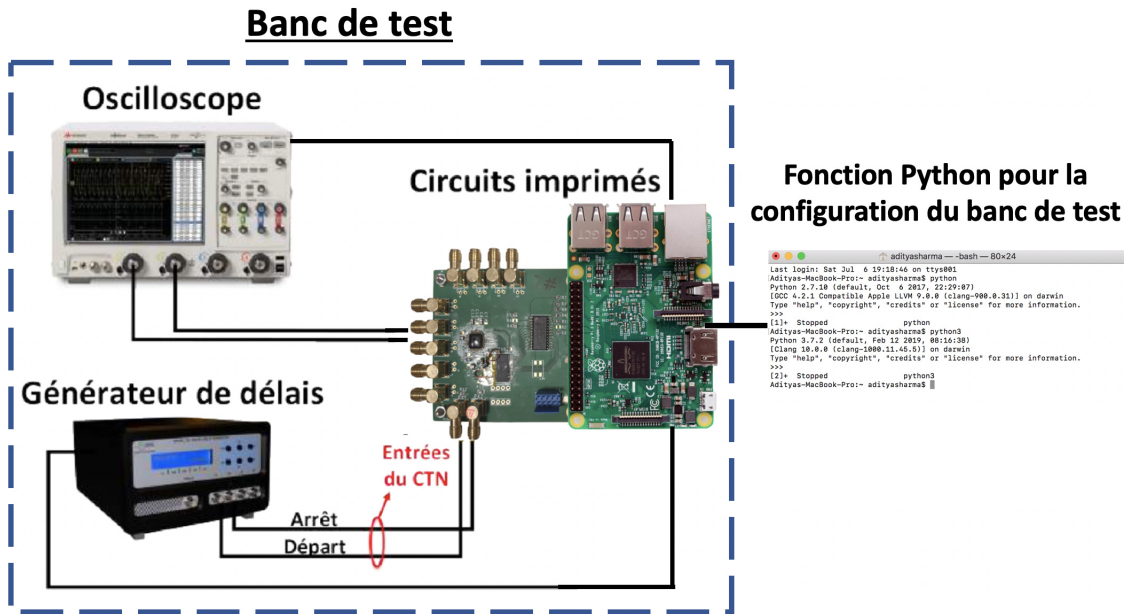 Banc de test
Oscilloscope
Circuits imprimés
Générateur de délais
Entrées
du CTN
Arrêt
Départ
Fonction Python pour la
configuration du banc de test
adityasharma — -bash — 80×24
Last login: Sat Jul  6 19:18:46 on ttys001
Adityas-MacBook-Pro:~ adityasharma$ python
Python 2.7.10 (default, Oct  6 2017, 22:29:07)
[GCC 4.2.1 Compatible Apple LLVM 9.0.0 (clang-900.0.31)] on darwin
Type "help", "copyright", "credits" or "license" for more information.
>>>
[1]+  Stopped                 python
Adityas-MacBook-Pro:~ adityasharma$ python3
Python 3.7.2 (default, Feb 12 2019, 08:16:38)
[Clang 10.0.0 (clang-1000.11.45.5)] on darwin
Type "help", "copyright", "credits" or "license" for more information.
>>>
[2]+  Stopped                 python3
Adityas-MacBook-Pro:~ adityasharma$
HDMI